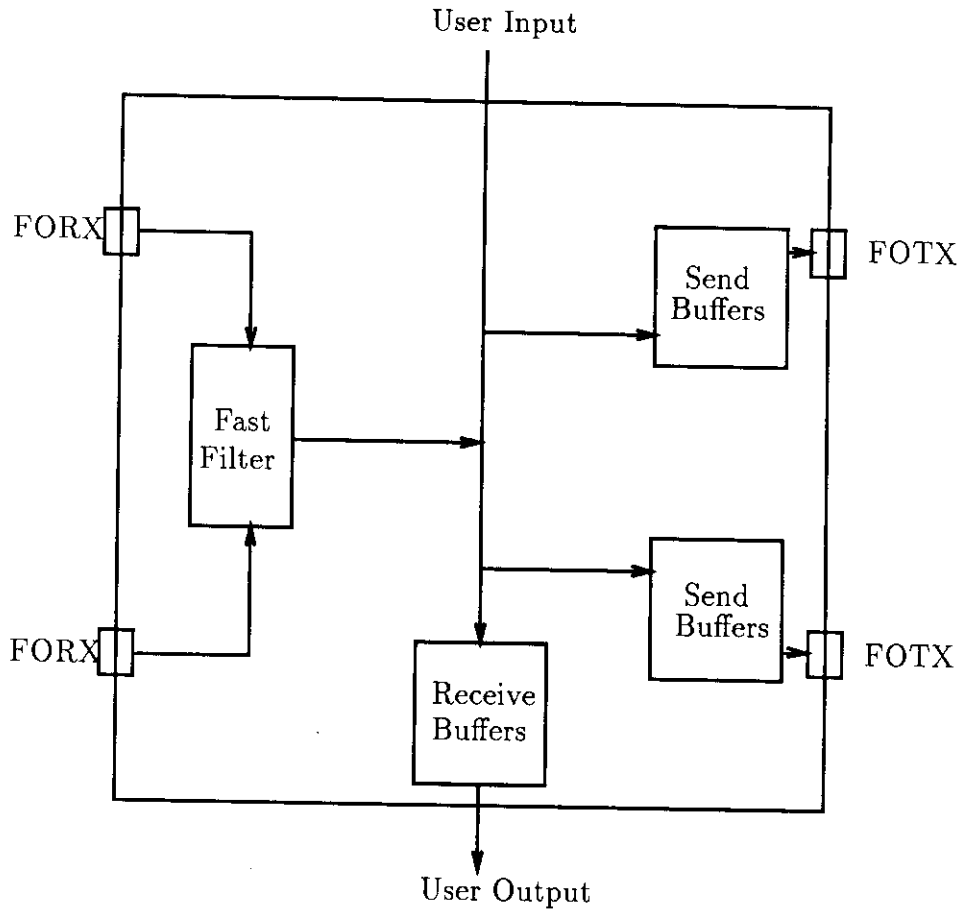 User Input
FORX
FOTX
Send
Buffers
Fast
Filter
Send
Buffers
FORX
FOTX
Receive
Buffers
User Output